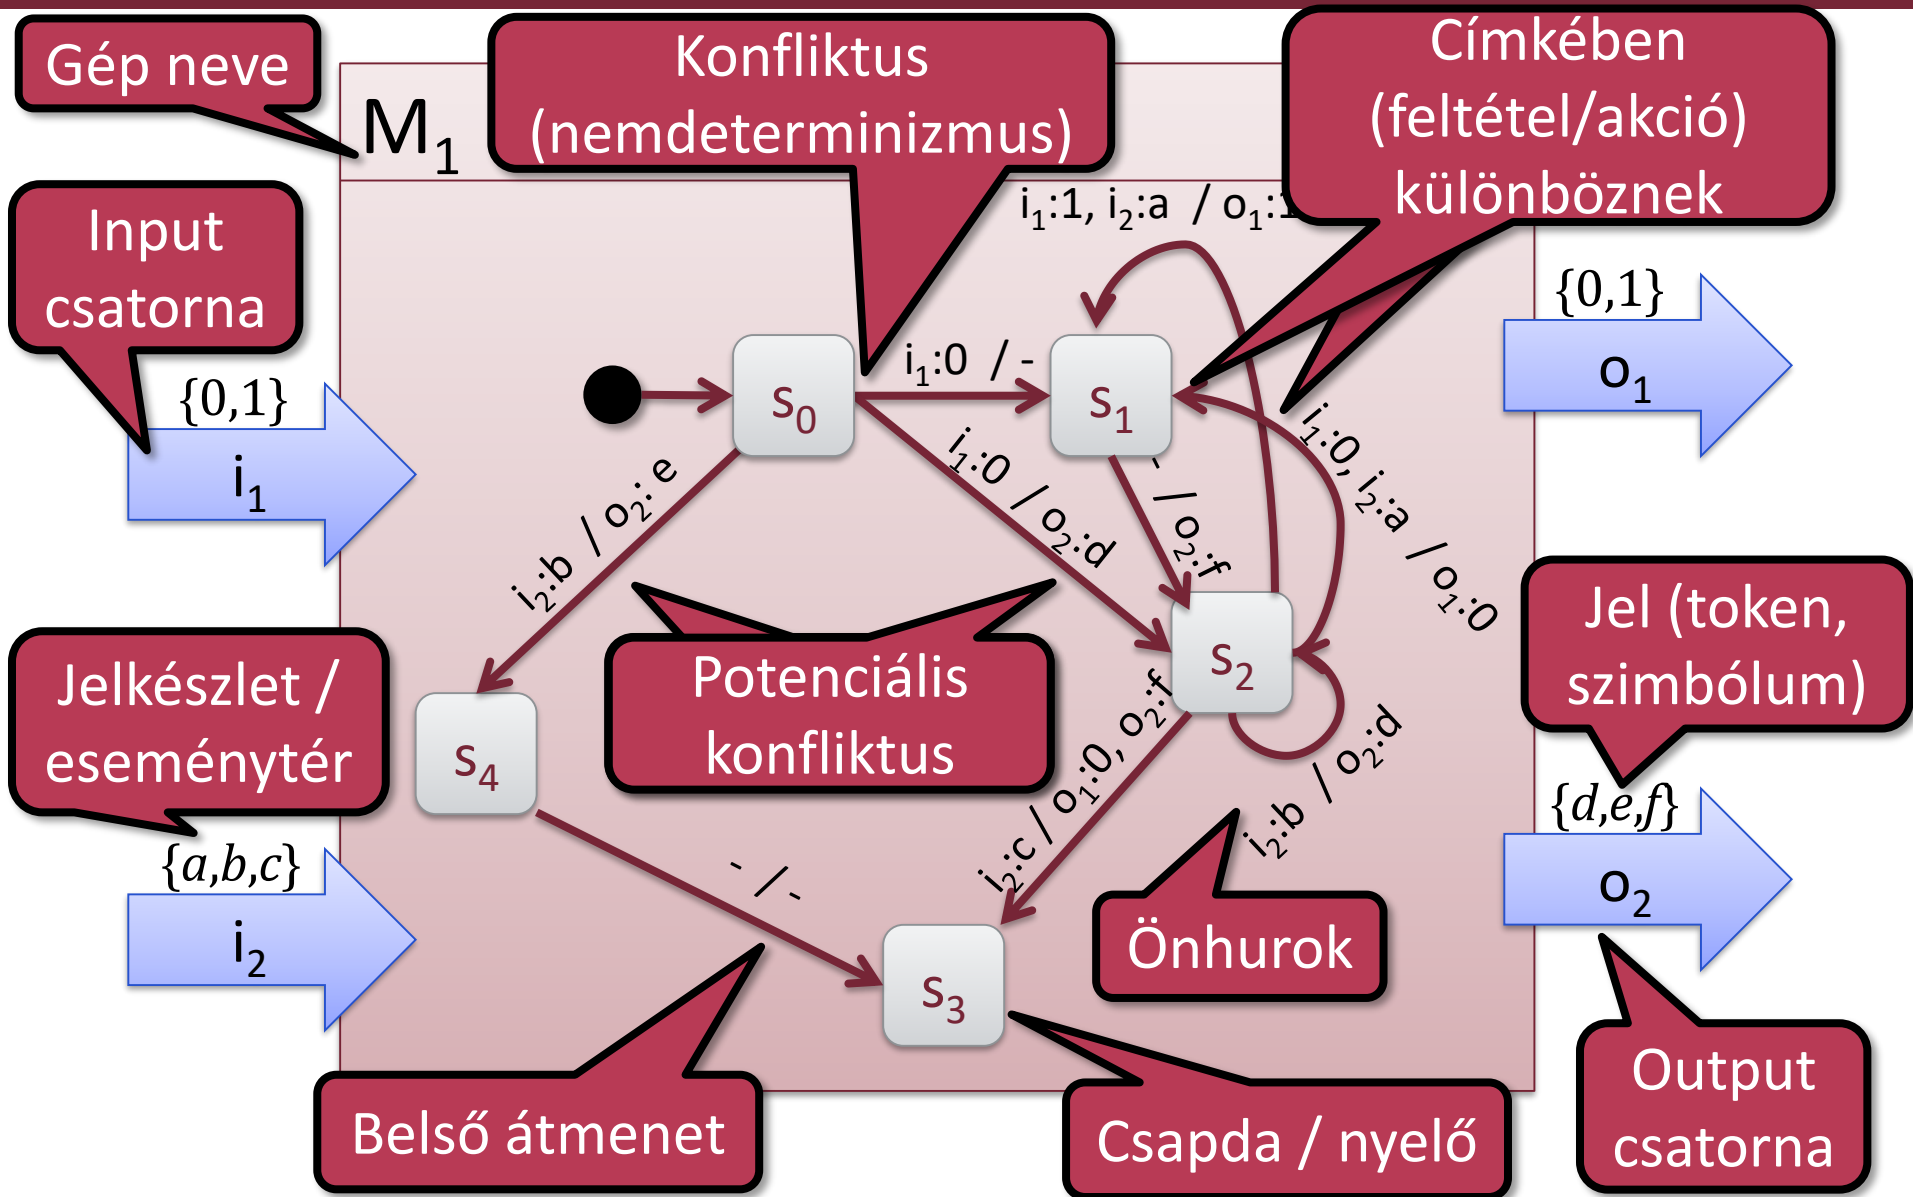 Gép neve
Konfliktus
(nemdeterminizmus)
Címkében
(feltétel/akció)
különböznek
M₁
Input
csatorna
i₁:1, i₂:a / o₁:1
{0,1}
i₁
{0,1}
o₁
s₀
i₁:0 / -
s₁
i₁:0, i₂:a / o₁:0
i₁:0 / o₂:d
- / o₂:f
i₂:b / o₂: e
Jelkészlet /
eseménytér
Potenciális
konfliktus
s₂
Jel (token,
szimbólum)
s₄
i₂:c / o₁:0, o₂:f
i₂:b / o₂:d
{a,b,c}
i₂
{d,e,f}
o₂
- / -
Önhurok
s₃
Belső átmenet
Csapda / nyelő
Output
csatorna